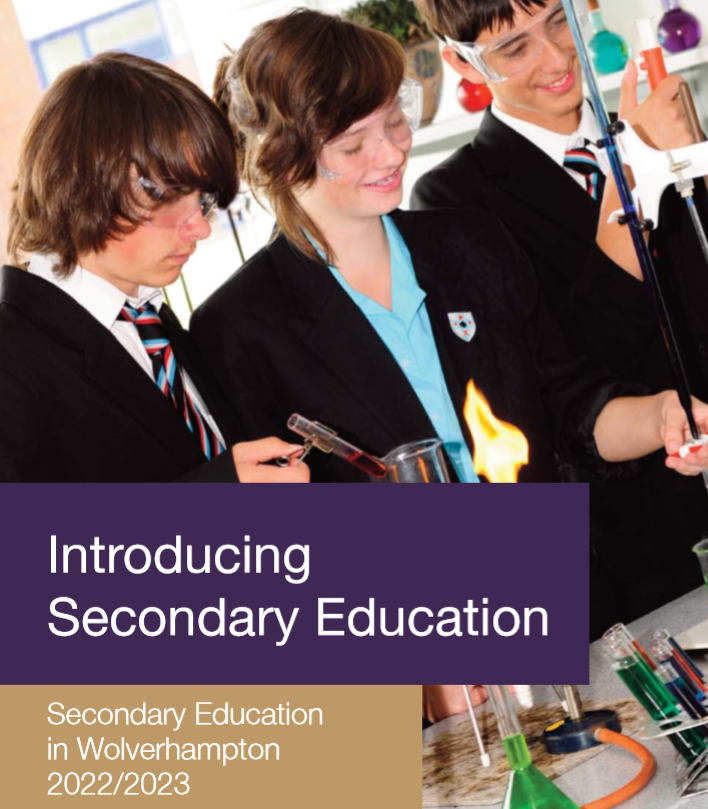 Introducing
Secondary Education
Secondary Education
in Wolverhampton
2022/2023